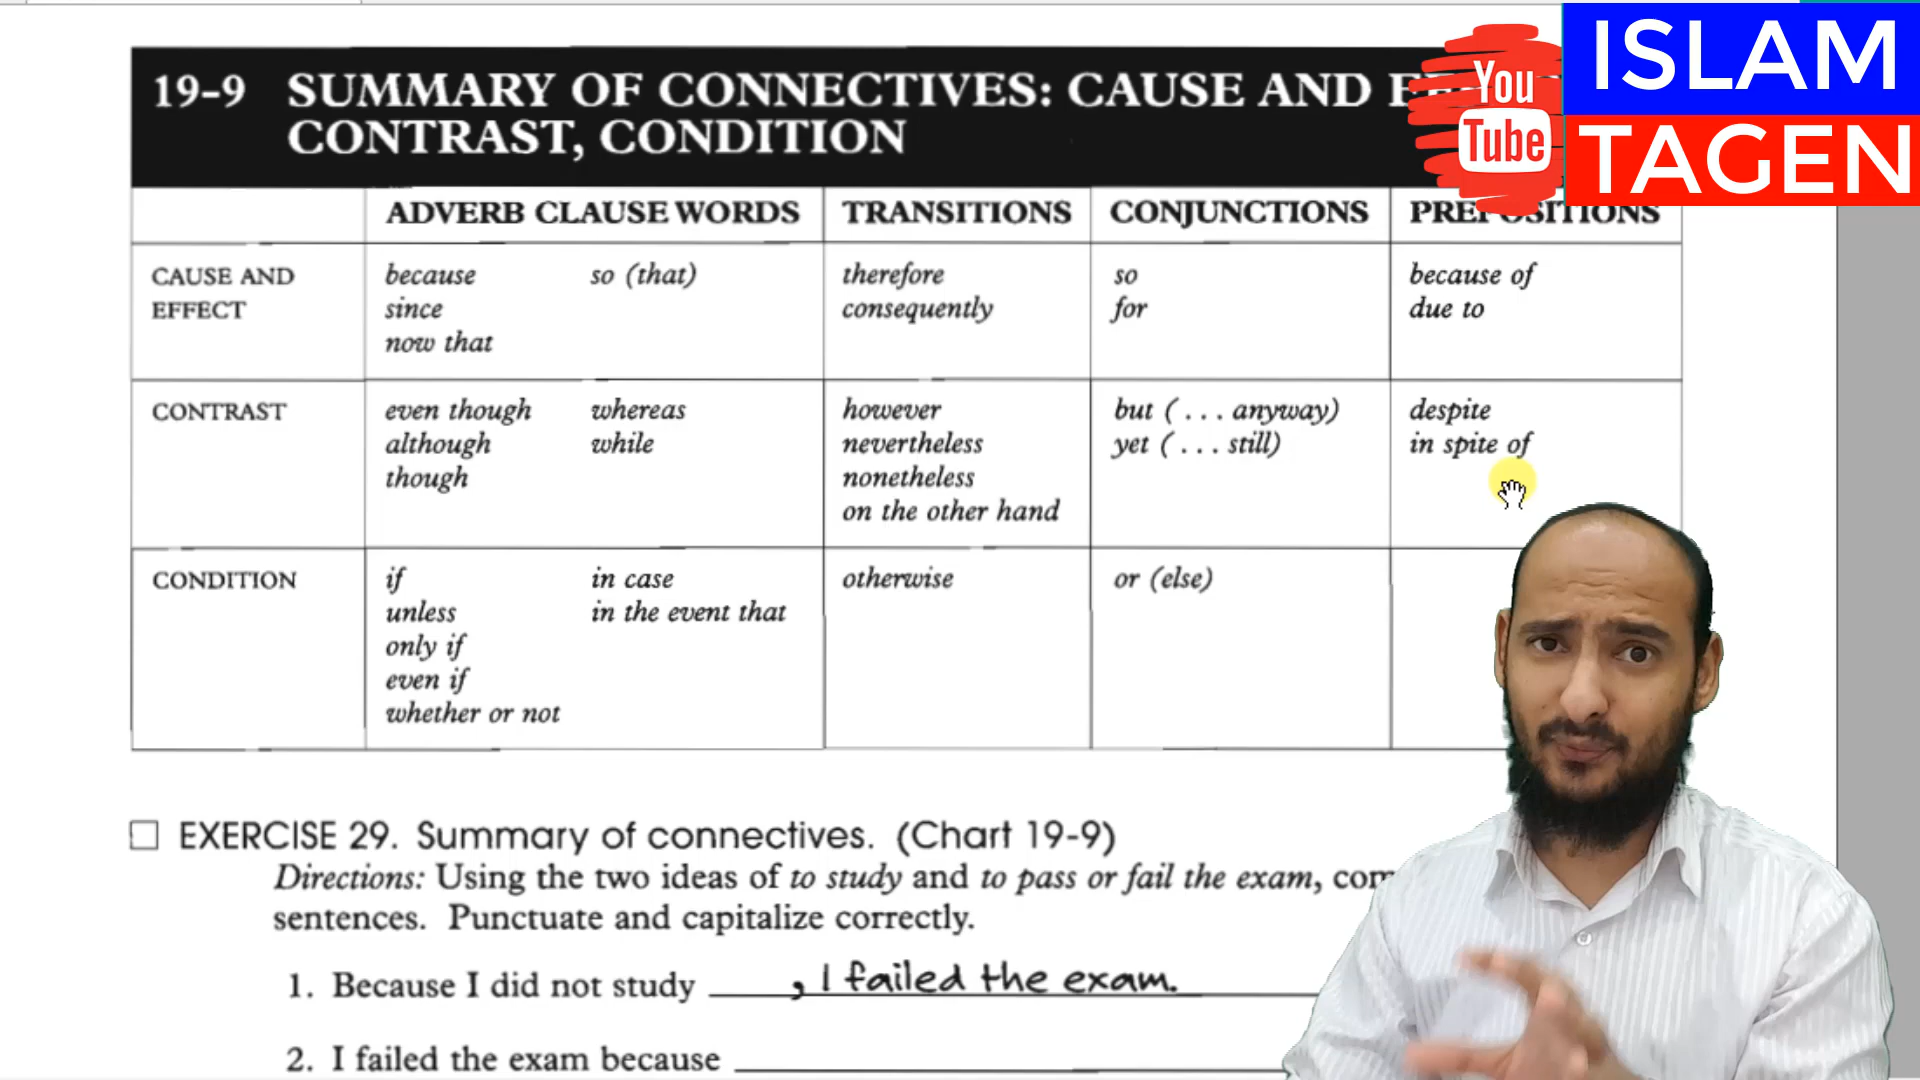 19-9 SUMMARY OF CONNECTIVES: CAUSE AND
CONTRAST, CONDITION
You
Tube
ISLAM
TAGEN
ADVERB CLAUSE WORDS TRANSITIONS CONJUNCTIONS PREPOSITIONS
CAUSE AND because so (that) therefore so because of
EFFECT since consequently for due to
now that
CONTRAST even though whereas however but ( . . . anyway) despite
although while nevertheless yet ( . . . still) in spite of
though nonetheless
on the other hand
CONDITION if in case otherwise or (else)
unless in the event that
only if
even if
whether or not
EXERCISE 29. Summary of connectives. (Chart 19-9)
Directions: Using the two ideas of to study and to pass or fail the exam,
sentences. Punctuate and capitalize correctly.
1. Because I did not study , I failed the exam.
2. I failed the exam because